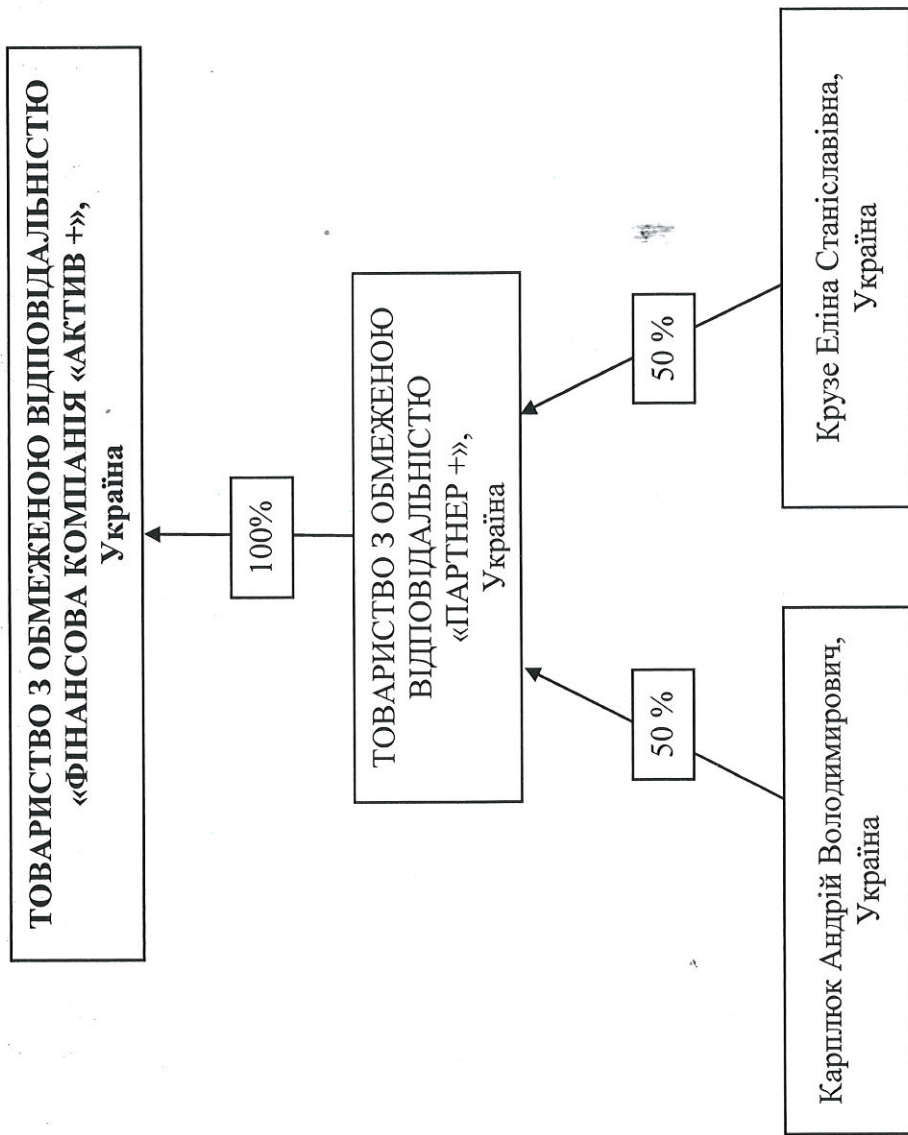 ТОВАРИСТВО З ОБМЕЖЕНОЮ ВІДПОВІДАЛЬНІСТЮ
«ФІНАНСОВА КОМПАНІЯ «АКТИВ +»,
Україна
100%
ТОВАРИСТВО З ОБМЕЖЕНОЮ
ВІДПОВІДАЛЬНІСТЮ
«ПАРТНЕР +»,
Україна
50 %
50 %
Карплюк Андрій Володимирович,
Україна
Крузе Еліна Станіславівна,
Україна